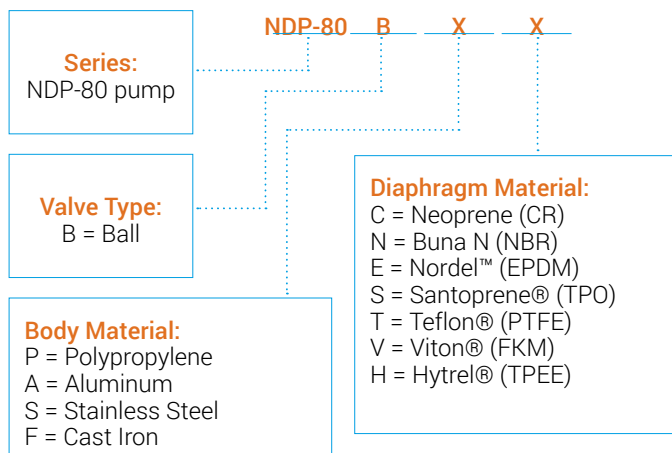 NDP-80 B X X
Series:
NDP-80 pump
Valve Type:
B = Ball
Body Material:
P = Polypropylene
A = Aluminum
S = Stainless Steel
F = Cast Iron
Diaphragm Material:
C = Neoprene (CR)
N = Buna N (NBR)
E = Nordel™ (EPDM)
S = Santoprene® (TPO)
T = Teflon® (PTFE)
V = Viton® (FKM)
H = Hytrel® (TPEE)